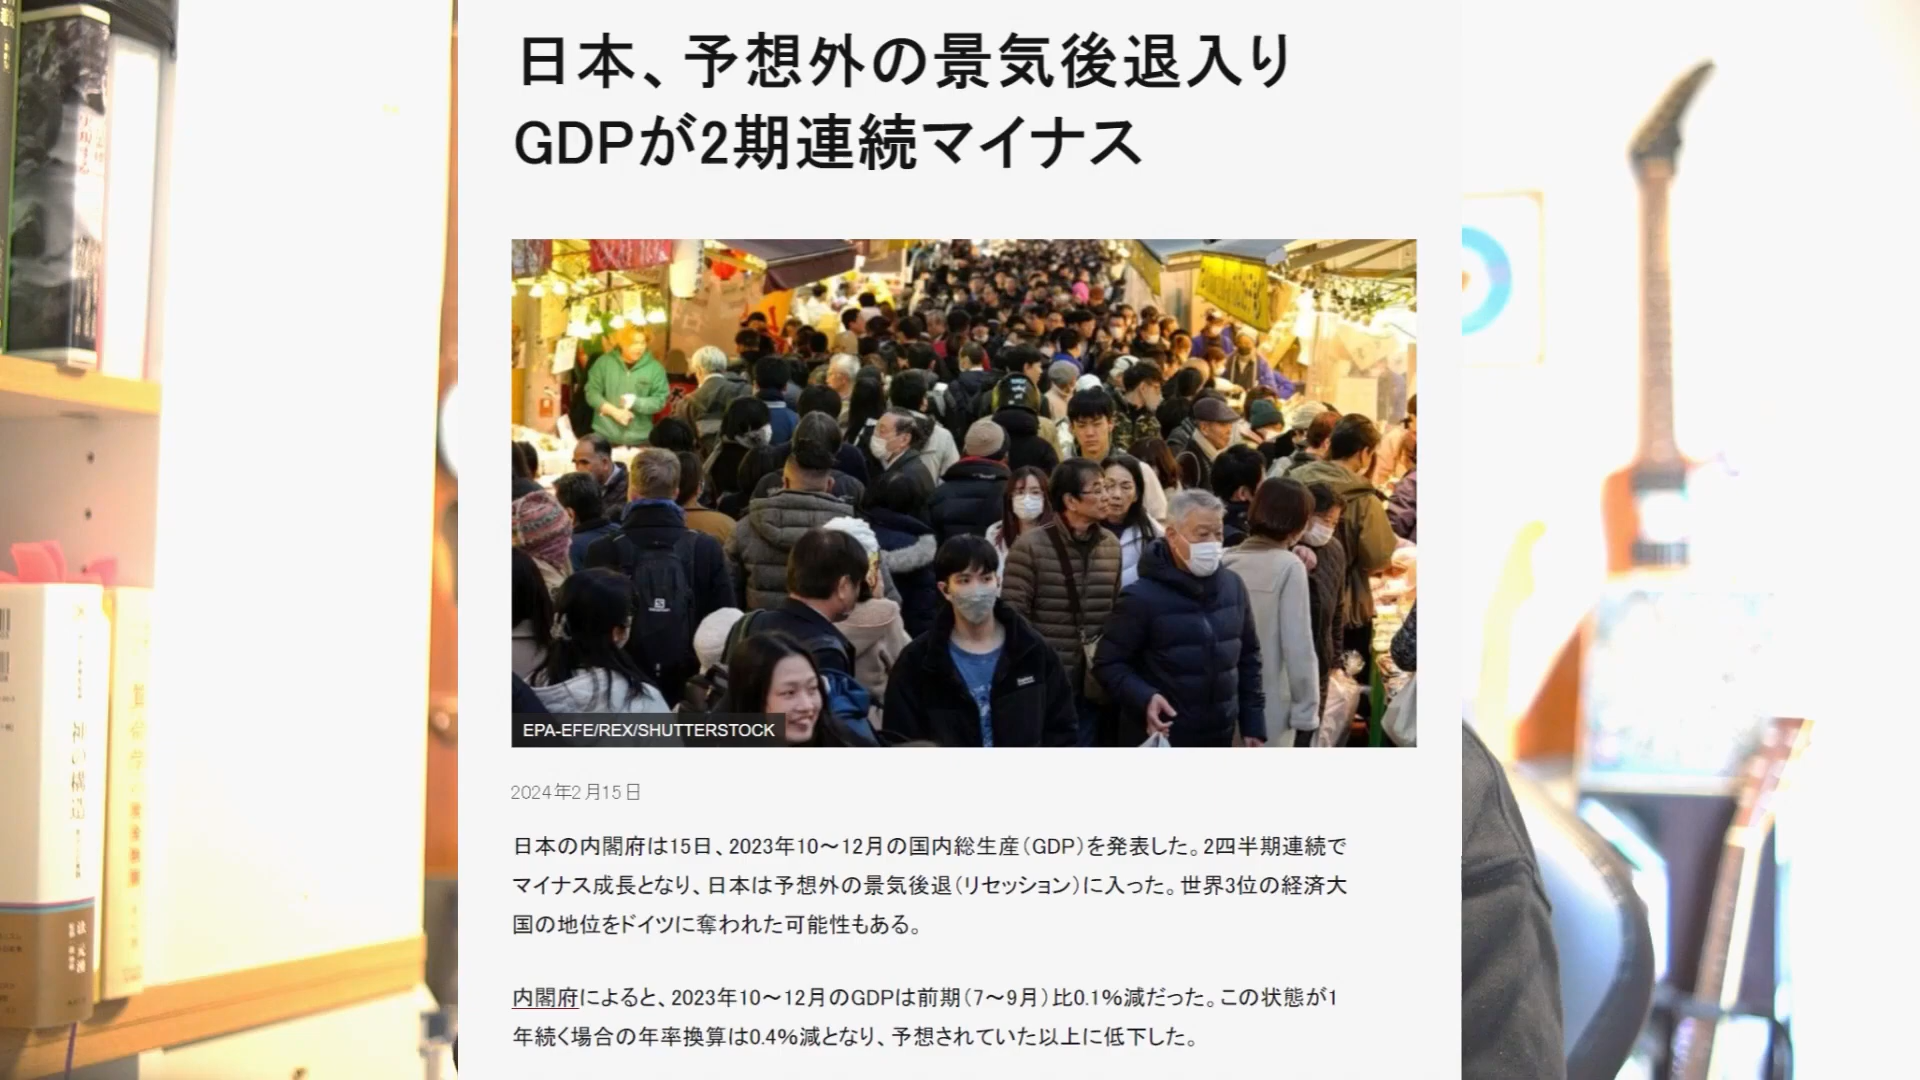 日本、予想外の景気後退入り
GDPが2期連続マイナス
EPA-EFE/REX/SHUTTERSTOCK
2024年2月15日
日本の内閣府は15日、2023年10〜12月の国内総生産（GDP）を発表した。2四半期連続で
マイナス成長となり、日本は予想外の景気後退（リセッション）に入った。世界3位の経済大
国の地位をドイツに奪われた可能性もある。
内閣府によると、2023年10〜12月のGDPは前期（7〜9月）比0.1%減だった。この状態が1
年続く場合の年率換算は0.4%減となり、予想されていた以上に低下した。